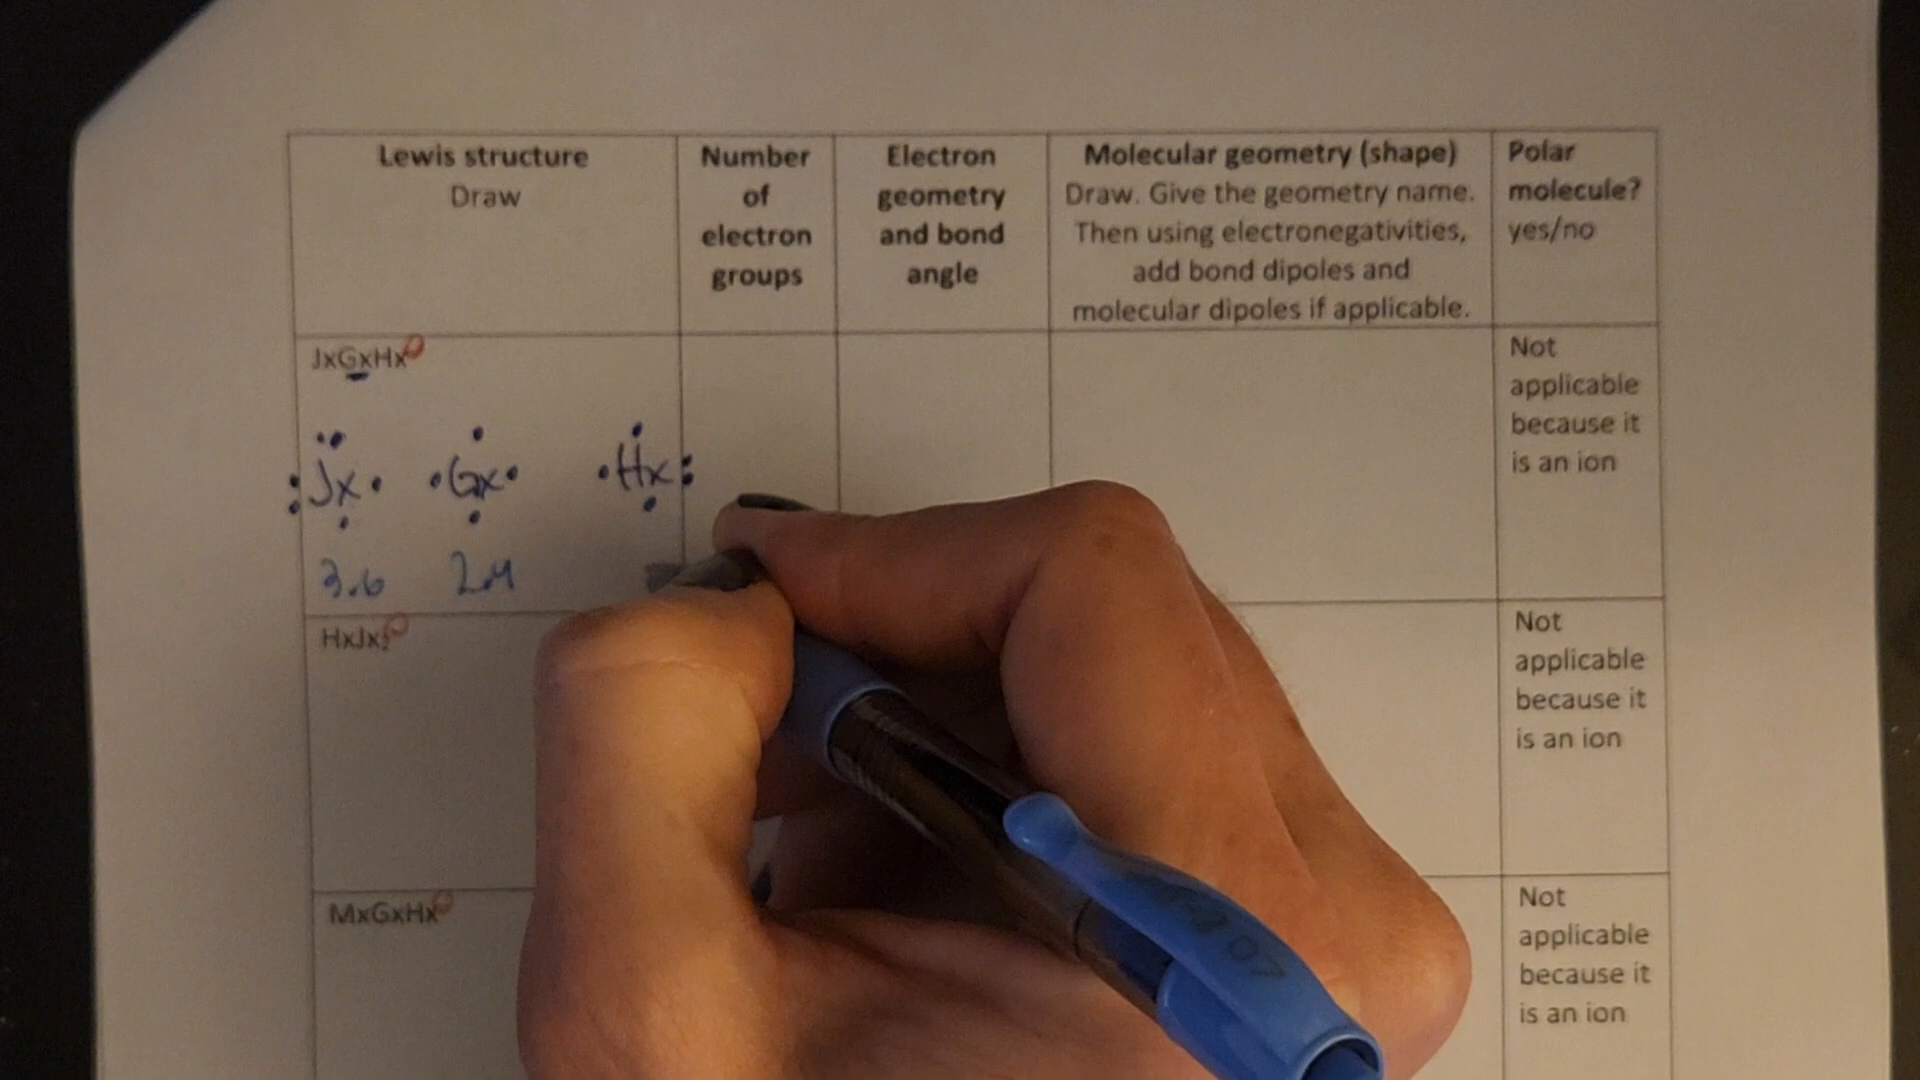 Lewis structure
Draw
Number
of
electron
groups
Electron
geometry
and bond
angle
Molecular geometry (shape)
Draw. Give the geometry name.
Then using electronegativities,
add bond dipoles and
molecular dipoles if applicable.
Polar
molecule?
yes/no
JxGxHx
Not
applicable
because it
is an ion
Jx Gx Hx
3.6 2.4
HxJx₂
Not
applicable
because it
is an ion
MxGxHx
Not
applicable
because it
is an ion